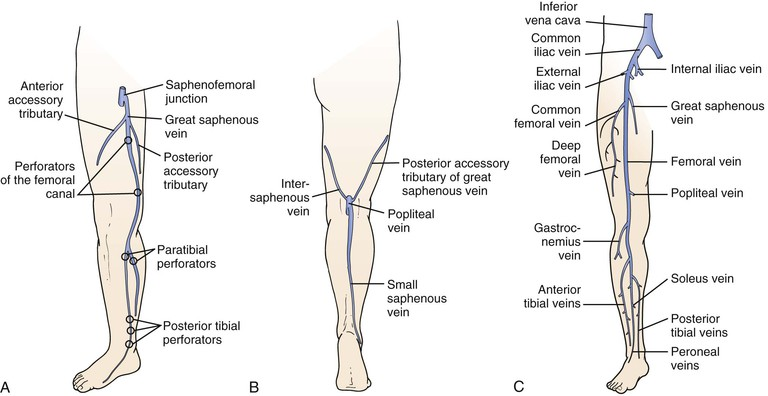 Anterior
accessory
tributary
Saphenofemoral
junction
Great saphenous
vein
Posterior
accessory
tributary
Perforators
of the femoral
canal
Paratibial
perforators
Posterior tibial
perforators
A
Inter-
saphenous
vein
Posterior accessory
tributary of great
saphenous vein
Popliteal
vein
Small
saphenous
vein
B
Inferior
vena cava
Common
iliac vein
External
iliac vein
Internal iliac vein
Common
femoral vein
Great saphenous
vein
Deep
femoral
vein
Femoral vein
Popliteal vein
Gastroc-
nemius
vein
Anterior
tibial veins
Soleus vein
Posterior
tibial veins
Peroneal
veins
C